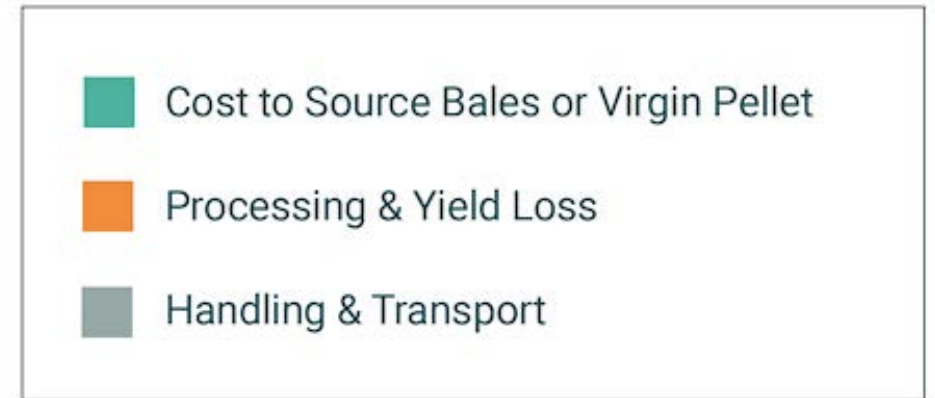 Cost to Source Bales or Virgin Pellet
Processing & Yield Loss
Handling & Transport